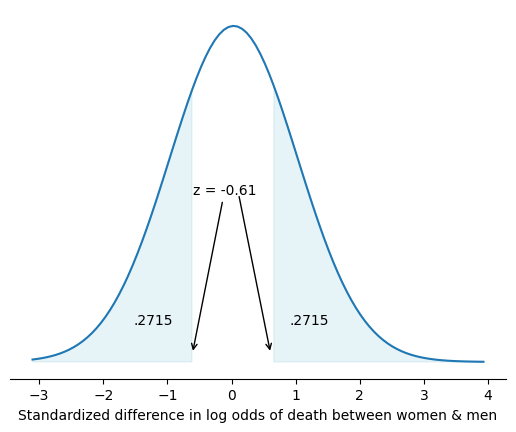 z = -0.61
.2715 .2715
−3 −2 −1 0 1 2 3 4
Standardized difference in log odds of death between women & men